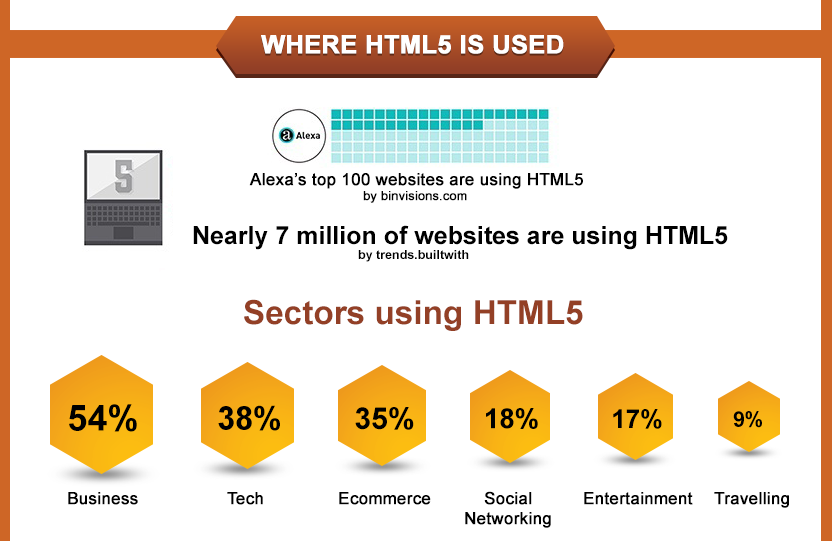 WHERE HTML5 IS USED
a Alexa
Alexa's top 100 websites are using HTML5
by binvisions.com
5
Nearly 7 million of websites are using HTML5
by trends.builtwith
Sectors using HTML5
54% 38% 35% 18% 17% 9%
Business Tech Ecommerce Social Entertainment Travelling
Networking